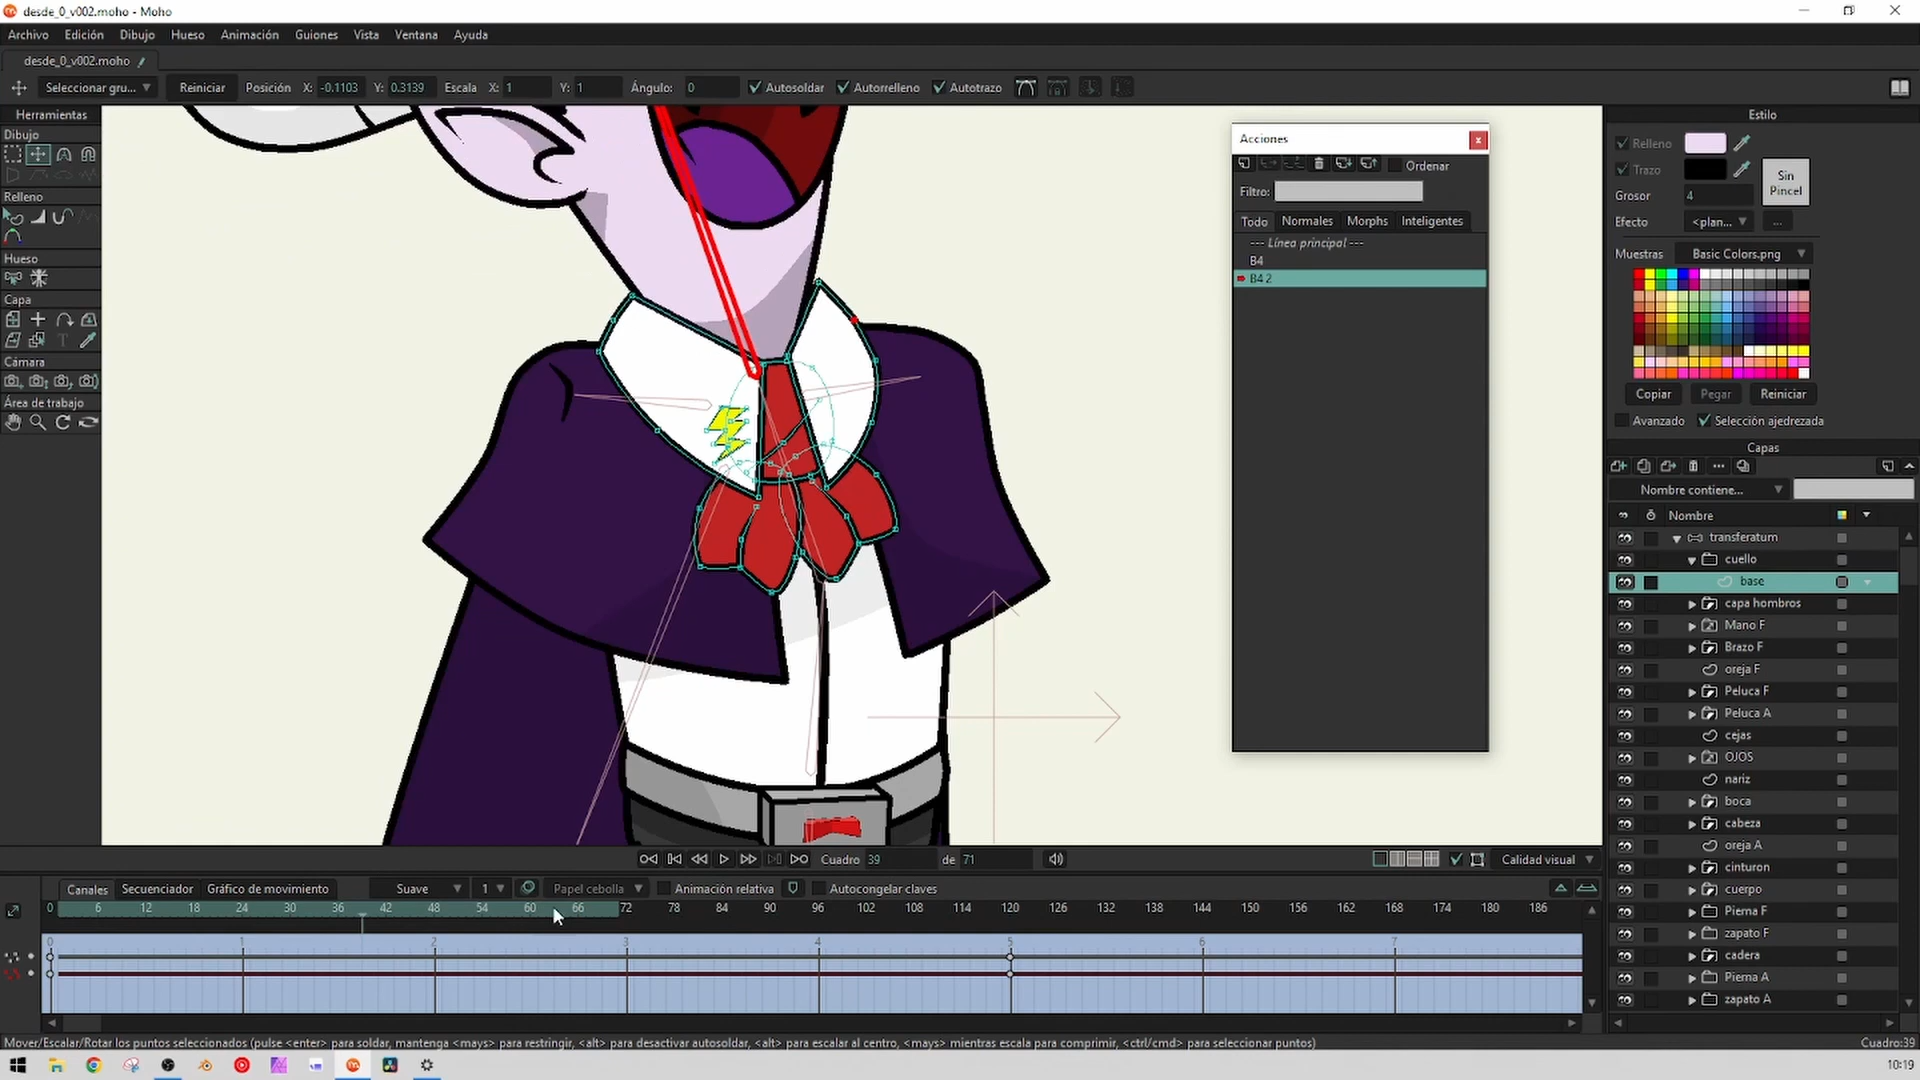 desde_0_v002.moho - Moho
Archivo Edición Dibujo Hueso Animación Guiones Vista Ventana Ayuda
desde_0_v002.moho
Seleccionar gru... Reiniciar Posición X: -0.1103 Y: 0.3139 Escala X: 1 Y: 1 Ángulo: 0 Autosoldar Autorrelleno Autotrazo
Herramientas
Dibujo
Relleno
Hueso
Capa
Cámara
Área de trabajo
Acciones
Ordenar
Filtro:
Todo Normales Morphs Inteligentes
--- Línea principal ---
B4
B4 2
Estilo
Relleno
Trazo
Sin Pincel
Grosor 4
Efecto <plan... ...
Muestras Basic Colors.png
Copiar Pegar Reiniciar
Avanzado Selección ajedrezada
Capas
Nombre contiene...
Nombre
transferatum
cuello
base
capa hombros
Mano F
Brazo F
oreja F
Peluca F
Peluca A
cejas
OJOS
nariz
boca
cabeza
oreja A
cinturon
cuerpo
Pierna F
zapato F
cadera
Pierna A
zapato A
Cuadro 39 de 71 Calidad visual
Canales Secuenciador Gráfico de movimiento Suave 1 Papel cebolla Animación relativa Autocongelar claves
0 6 12 18 24 30 36 42 48 54 60 66 72 78 84 90 96 102 108 114 120 126 132 138 144 150 156 162 168 174 180 186
0 1 2 3 4 5 6 7
Mover/Escalar/Rotar los puntos seleccionados (pulse <enter> para soldar, mantenga <mays> para restringir, <alt> para desactivar autosoldar, <alt> para escalar al centro, <mays> mientras escala para comprimir, <ctrl/cmd> para seleccionar puntos)
Cuadro:39
10:19